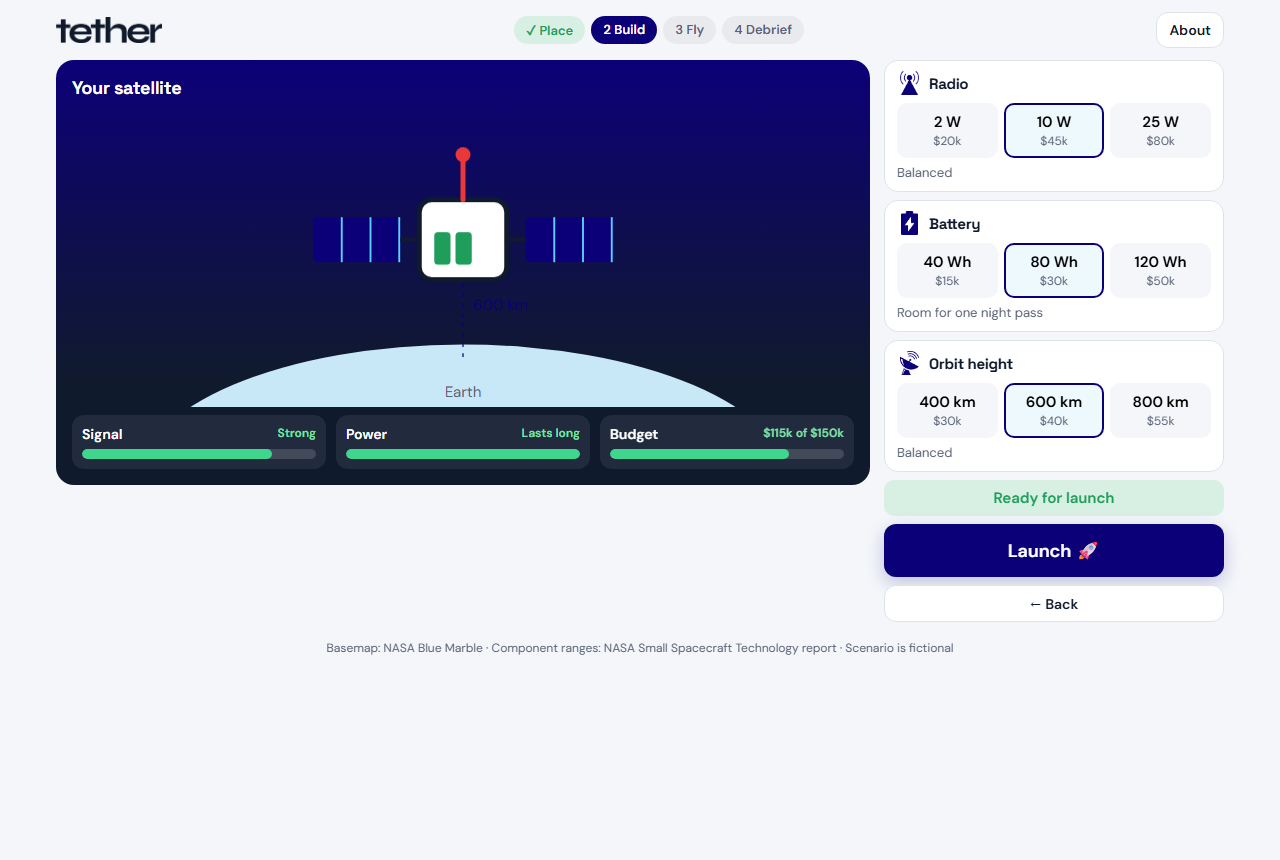 tether
✓ Place
2 Build
3 Fly
4 Debrief
About
Your satellite
600 km
Earth
Signal
Strong
Power
Lasts long
Budget
$115k of $150k
Radio
2 W
$20k
10 W
$45k
25 W
$80k
Balanced
Battery
40 Wh
$15k
80 Wh
$30k
120 Wh
$50k
Room for one night pass
Orbit height
400 km
$30k
600 km
$40k
800 km
$55k
Balanced
Ready for launch
Launch 🚀
← Back
Basemap: NASA Blue Marble · Component ranges: NASA Small Spacecraft Technology report · Scenario is fictional